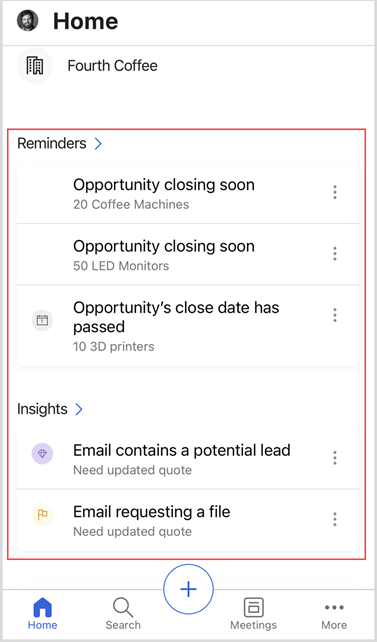 Home
Fourth Coffee
Reminders
Opportunity closing soon
20 Coffee Machines
Opportunity closing soon
50 LED Monitors
Opportunity's close date has
passed
10 3D printers
Insights
Email contains a potential lead
Need updated quote
Email requesting a file
Need updated quote
Home
Search
Meetings
More